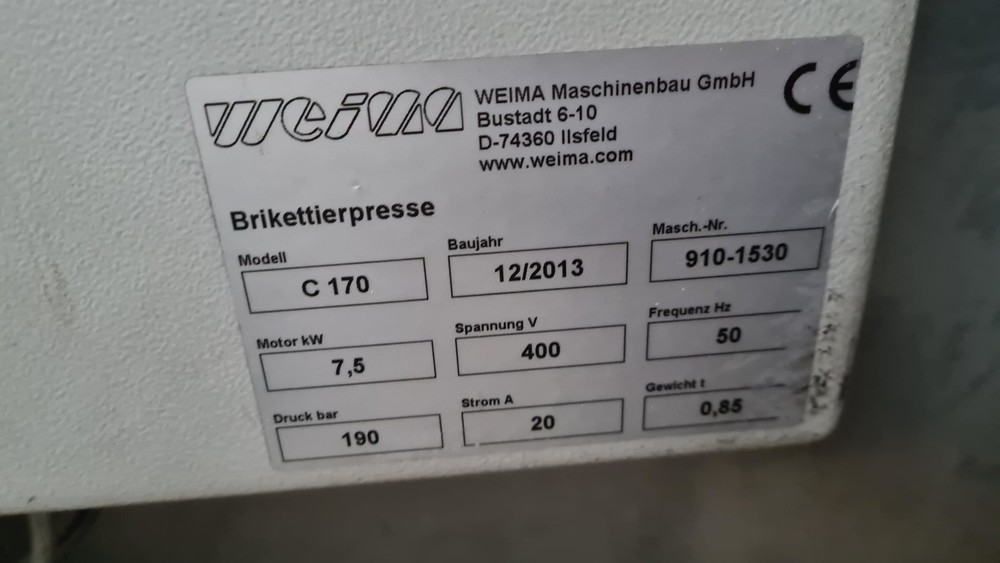 weima
WEIMA Maschinenbau GmbH
Bustadt 6-10
D-74360 Ilsfeld
www.weima.com
CE
Brikettierpresse
Modell
C 170
Baujahr
12/2013
Masch.-Nr.
910-1530
Motor kW
7,5
Spannung V
400
Frequenz Hz
50
Druck bar
190
Strom A
20
Gewicht t
0,85